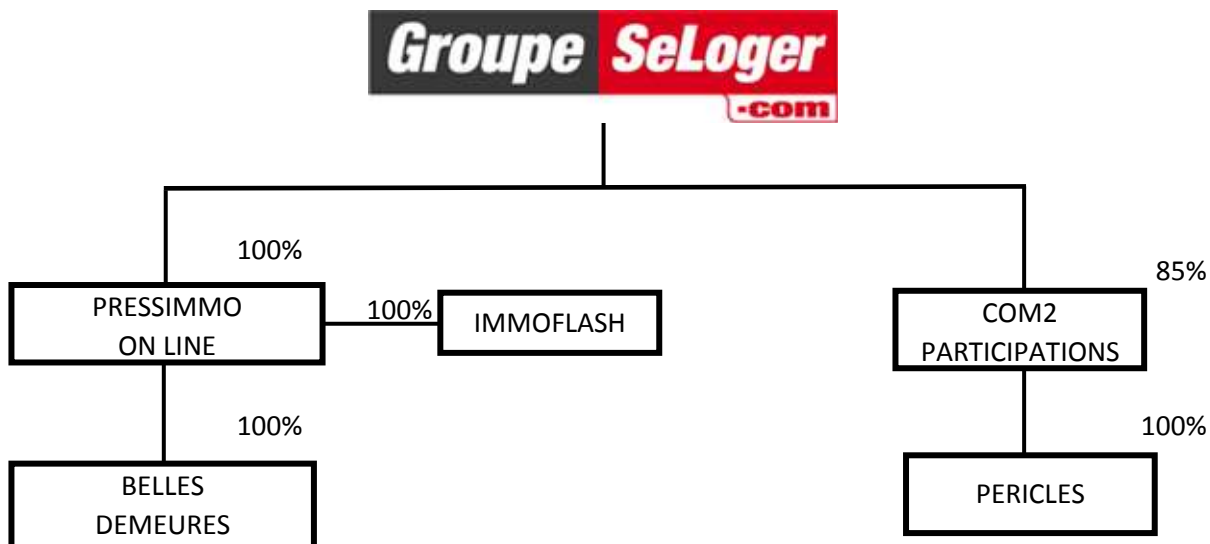 Groupe SeLoger
.com
100%
85%
PRESSIMMO
ON LINE
100%
IMMOFLASH
COM2
PARTICIPATIONS
100%
100%
BELLES
DEMEURES
PERICLES